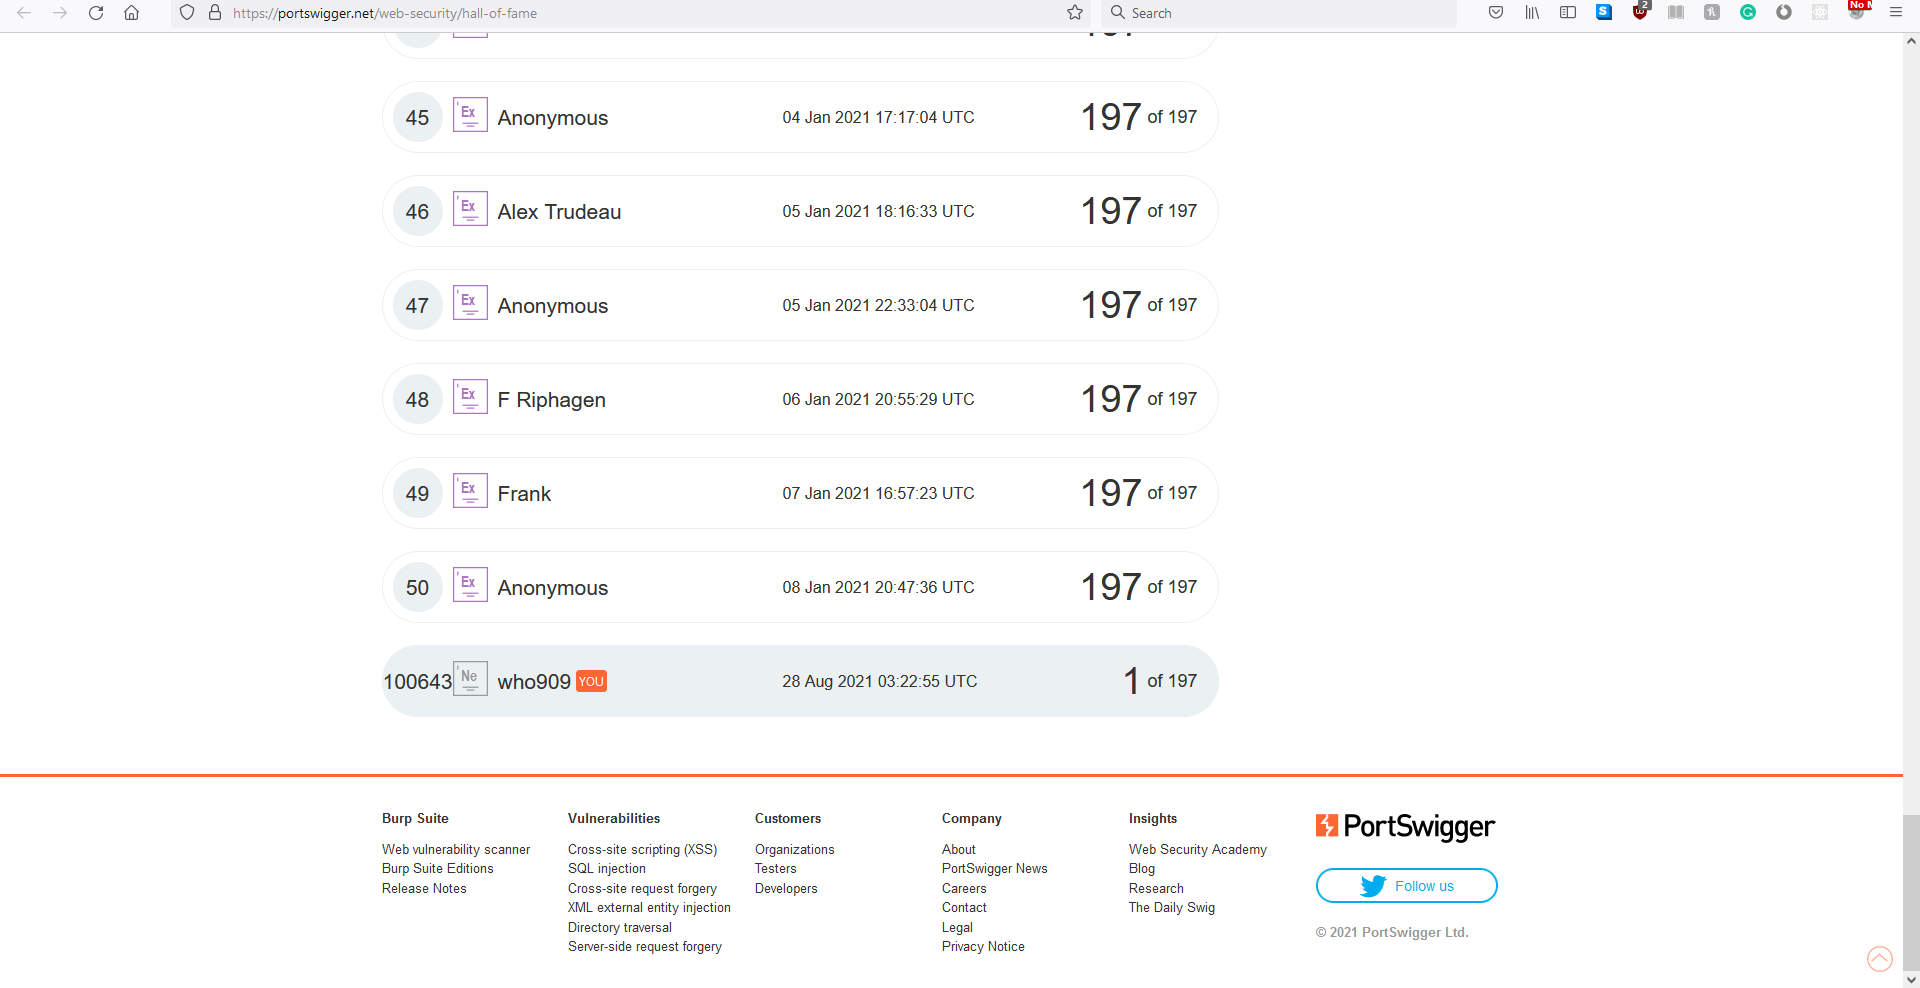 https://portswigger.net/web-security/hall-of-fame
Search
2
No
45 Ex Anonymous 04 Jan 2021 17:17:04 UTC 197 of 197
46 Ex Alex Trudeau 05 Jan 2021 18:16:33 UTC 197 of 197
47 Ex Anonymous 05 Jan 2021 22:33:04 UTC 197 of 197
48 Ex F Riphagen 06 Jan 2021 20:55:29 UTC 197 of 197
49 Ex Frank 07 Jan 2021 16:57:23 UTC 197 of 197
50 Ex Anonymous 08 Jan 2021 20:47:36 UTC 197 of 197
100643 Ne who909 YOU 28 Aug 2021 03:22:55 UTC 1 of 197
Burp Suite
Web vulnerability scanner
Burp Suite Editions
Release Notes
Vulnerabilities
Cross-site scripting (XSS)
SQL injection
Cross-site request forgery
XML external entity injection
Directory traversal
Server-side request forgery
Customers
Organizations
Testers
Developers
Company
About
PortSwigger News
Careers
Contact
Legal
Privacy Notice
Insights
Web Security Academy
Blog
Research
The Daily Swig
PortSwigger
Follow us
© 2021 PortSwigger Ltd.